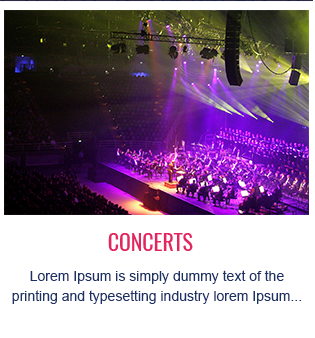 CONCERTS
Lorem Ipsum is simply dummy text of the
printing and typesetting industry lorem Ipsum...